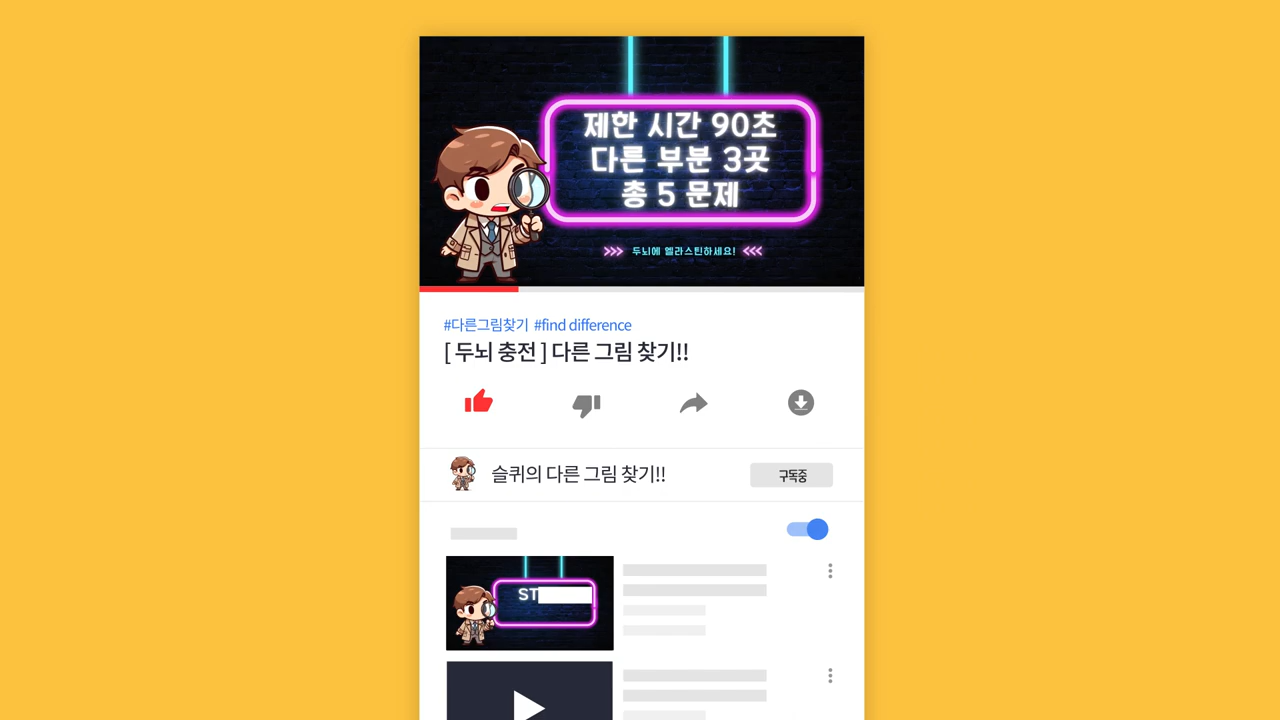 제한 시간 90초
다른 부분 3곳
총 5 문제
>>> 두뇌에 엘라스틴하세요! <<<
#다른그림찾기 #find difference
[ 두뇌 충전 ] 다른 그림 찾기!!
슬퀴의 다른 그림 찾기!!
구독중
ST